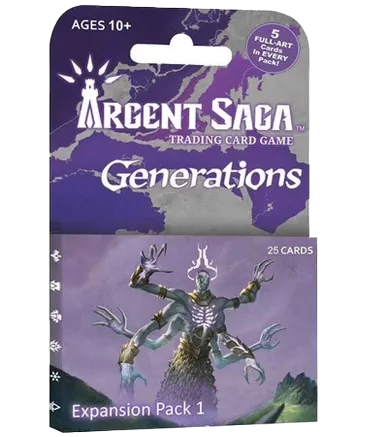 AGES 10+
5
FULL-ART
Cards
In EVERY
Pack!
ARGENT SAGA™
TRADING CARD GAME
Generations
25 CARDS
Expansion Pack 1